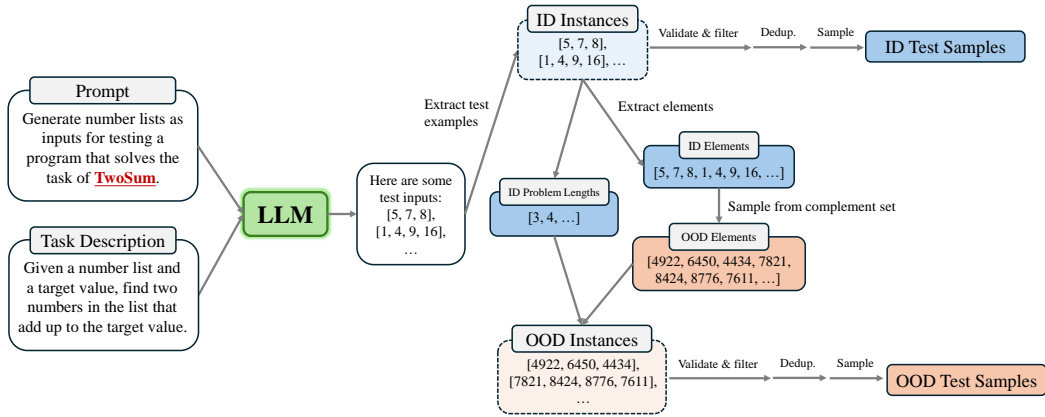 Prompt
Generate number lists as
inputs for testing a
program that solves the
task of TwoSum.
Task Description
Given a number list and
a target value, find two
numbers in the list that
add up to the target value.
LLM
Here are some
test inputs:
[5, 7, 8],
[1, 4, 9, 16],
…
Extract test
examples
ID Instances
[5, 7, 8],
[1, 4, 9, 16], …
Validate & filter
Dedup.
Sample
ID Test Samples
Extract elements
ID Elements
[5, 7, 8, 1, 4, 9, 16, …]
ID Problem Lengths
[3, 4, …]
Sample from complement set
OOD Elements
[4922, 6450, 4434, 7821,
8424, 8776, 7611, …]
OOD Instances
[4922, 6450, 4434],
[7821, 8424, 8776, 7611],
…
Validate & filter
Dedup.
Sample
OOD Test Samples